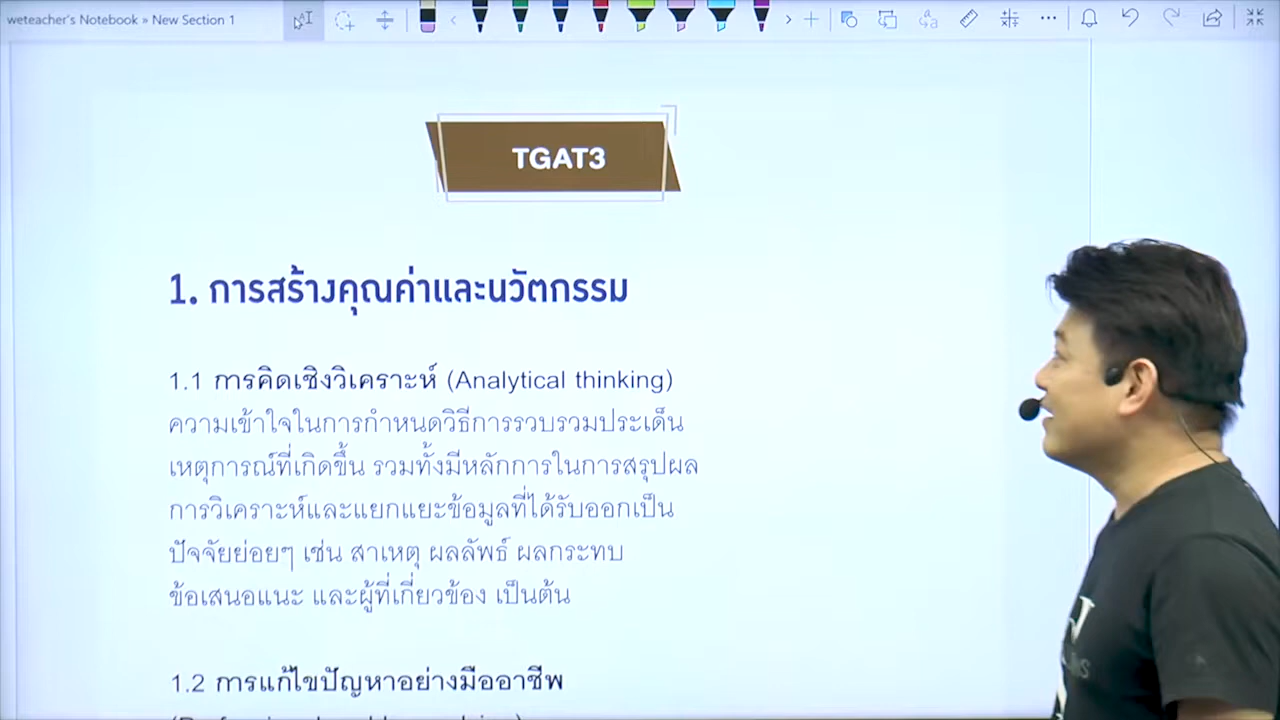 weteacher's Notebook » New Section 1
TGAT3
1. การสร้างคุณค่าและนวัตกรรม
1.1 การคิดเชิงวิเคราะห์ (Analytical thinking)
ความเข้าใจในการกำหนดวิธีการรวบรวมประเด็น
เหตุการณ์ที่เกิดขึ้น รวมทั้งมีหลักการในการสรุปผล
การวิเคราะห์และแยกแยะข้อมูลที่ได้รับออกเป็น
ปัจจัยย่อยๆ เช่น สาเหตุ ผลลัพธ์ ผลกระทบ
ข้อเสนอแนะ และผู้ที่เกี่ยวข้อง เป็นต้น
1.2 การแก้ไขปัญหาอย่างมืออาชีพ